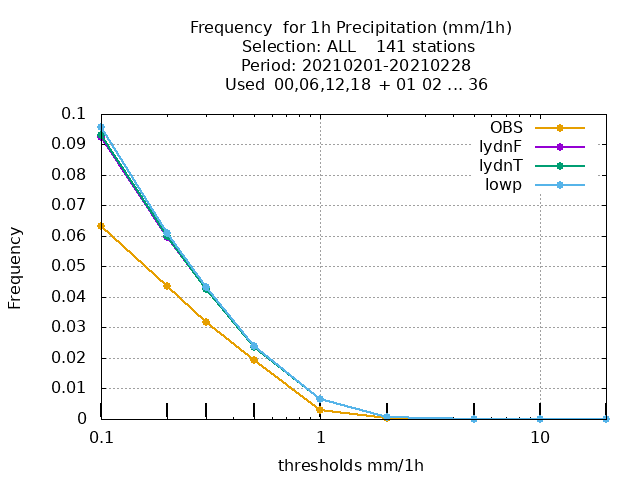 Frequency  for 1h Precipitation (mm/1h)
Selection: ALL    141 stations
Period: 20210201-20210228
Used  00,06,12,18  + 01 02 ... 36
OBS
lydnF
lydnT
lowp
Frequency
0.1
0.09
0.08
0.07
0.06
0.05
0.04
0.03
0.02
0.01
0
0.1
1
10
thresholds mm/1h